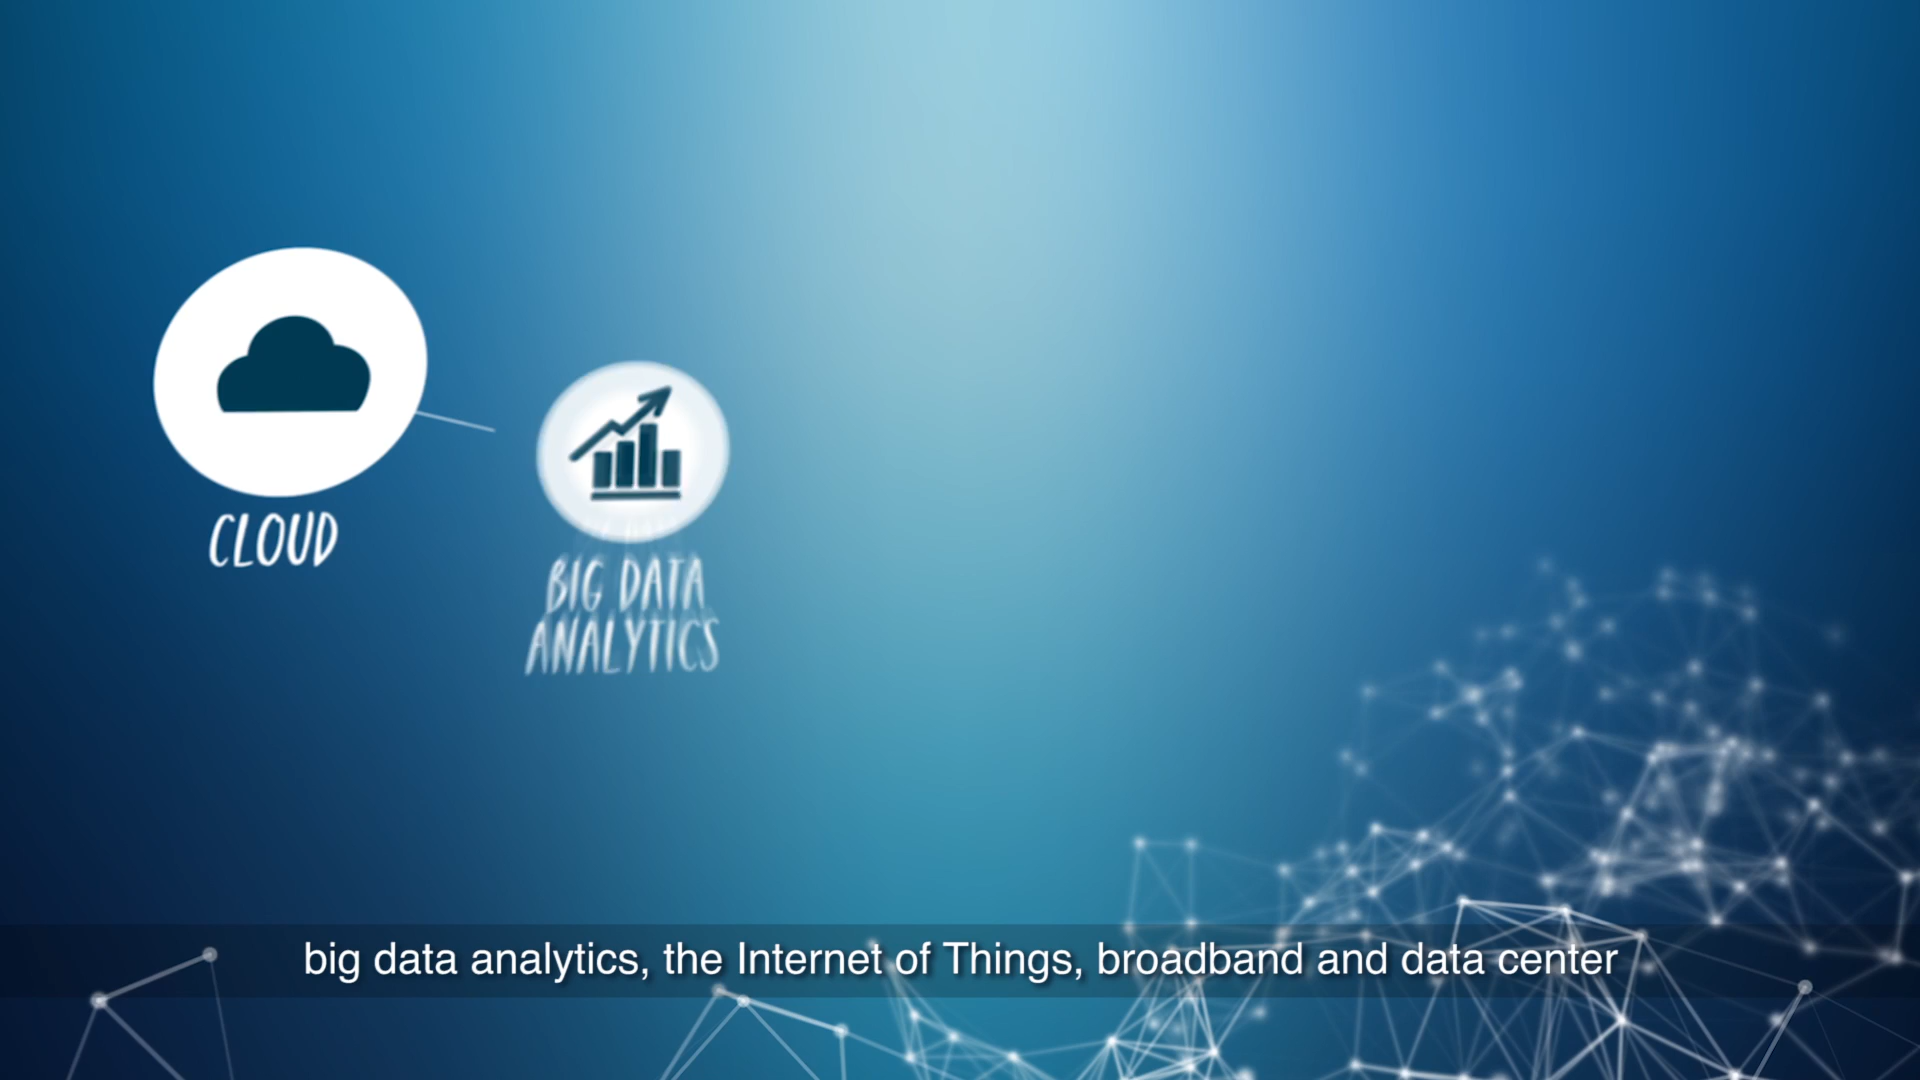 CLOUD
BIG DATA
ANALYTICS
big data analytics, the Internet of Things, broadband and data center